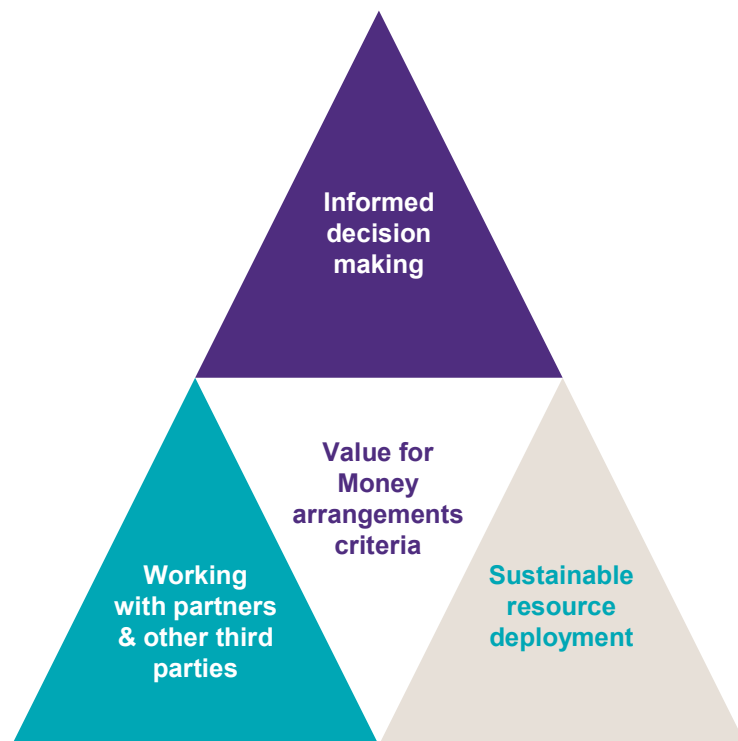 Informed
decision
making
Value for
Money
arrangements
criteria
Working
with partners
& other third
parties
Sustainable
resource
deployment